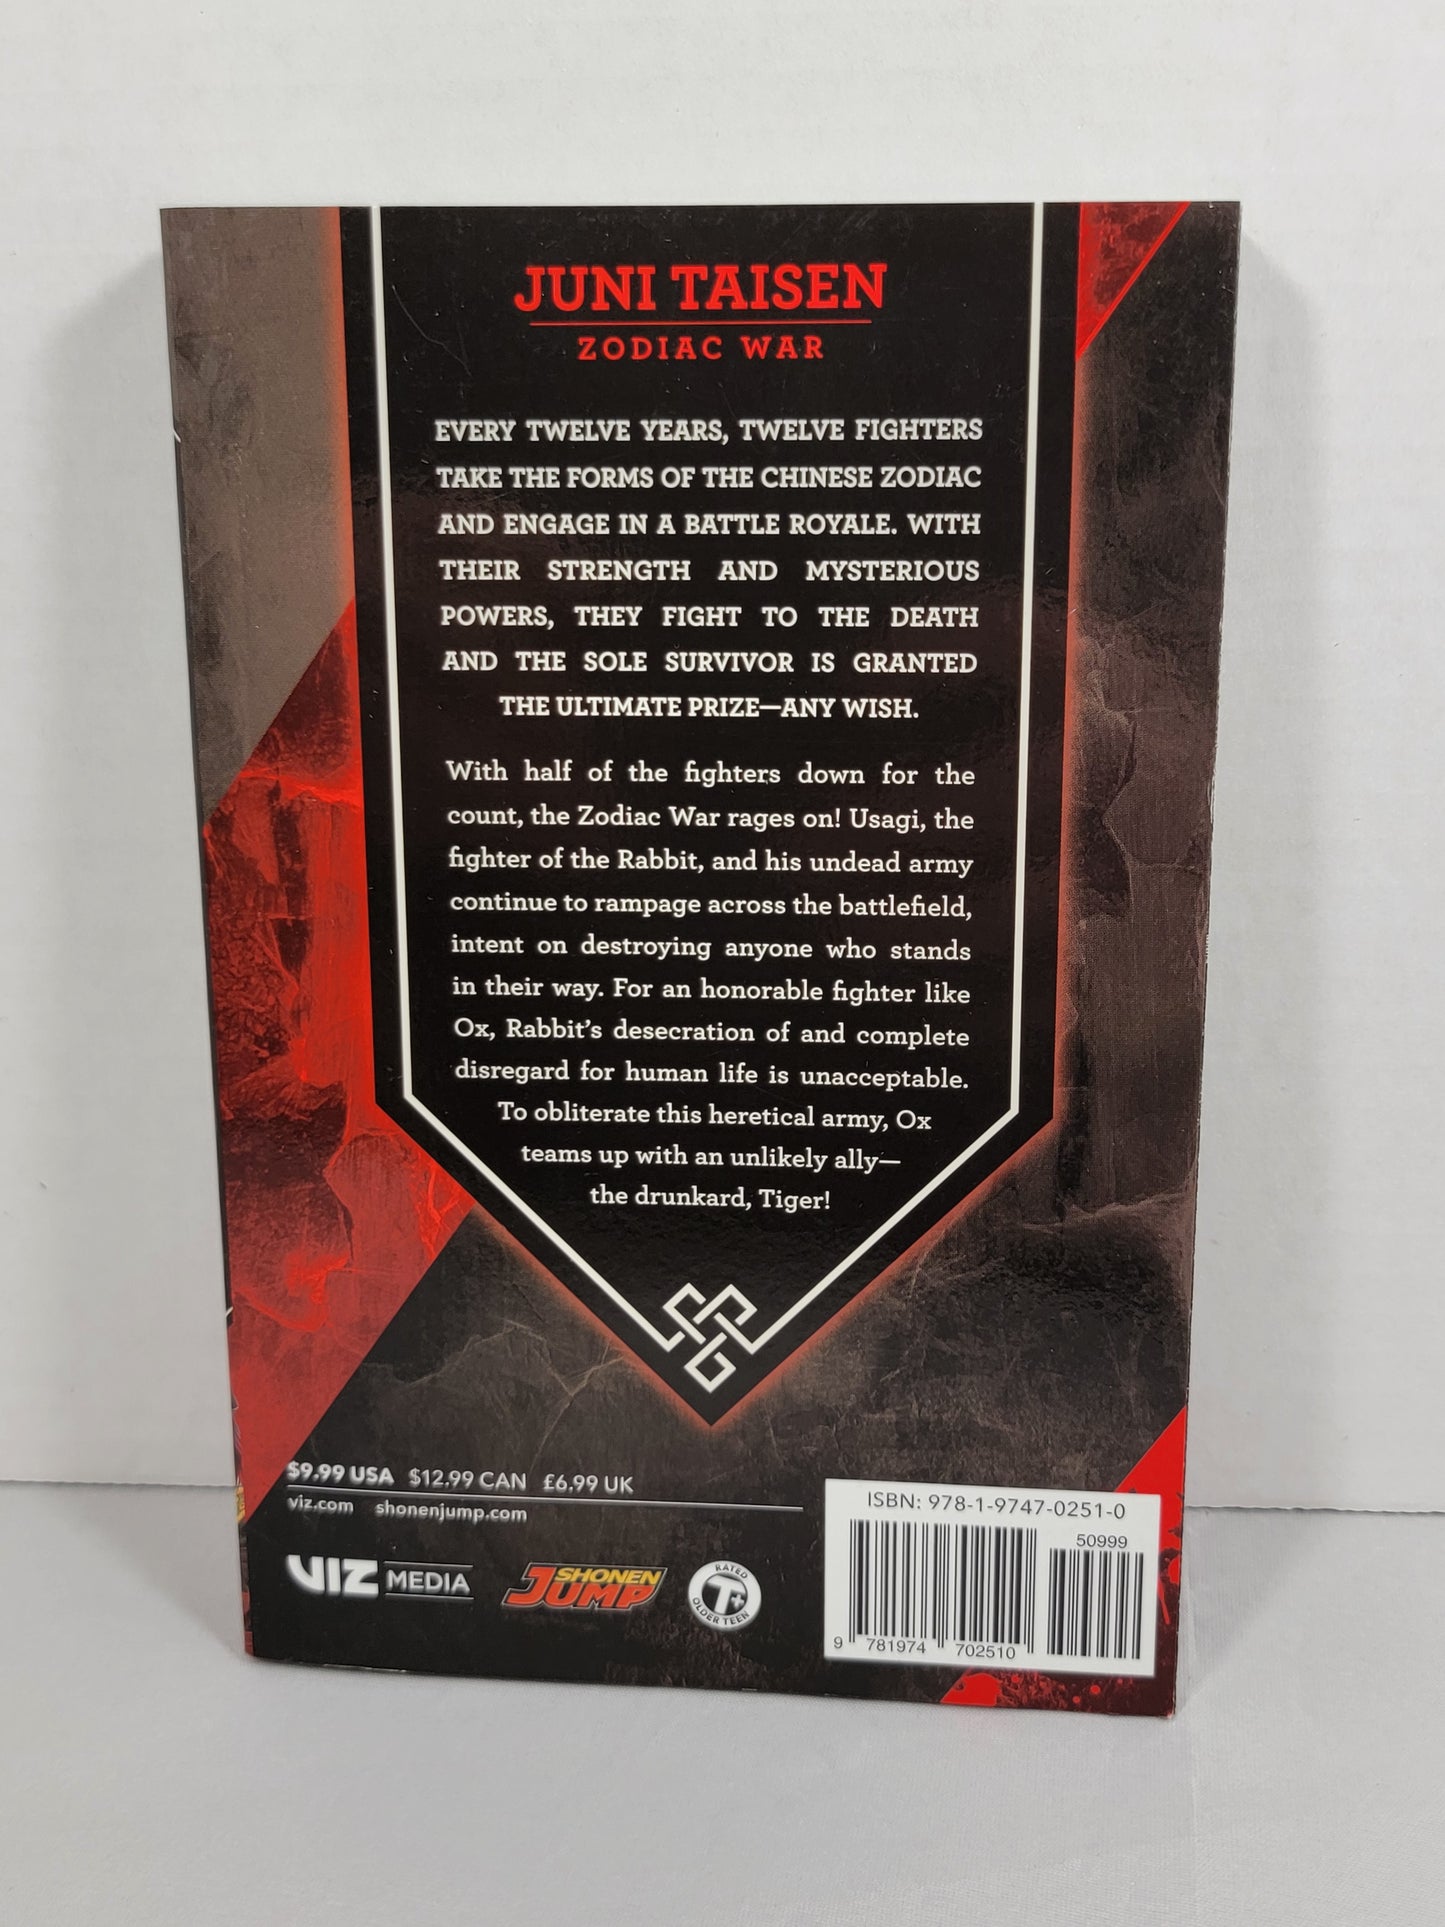 JUNI TAISEN
ZODIAC WAR
EVERY TWELVE YEARS, TWELVE FIGHTERS
TAKE THE FORMS OF THE CHINESE ZODIAC
AND ENGAGE IN A BATTLE ROYALE. WITH
THEIR STRENGTH AND MYSTERIOUS
POWERS, THEY FIGHT TO THE DEATH
AND THE SOLE SURVIVOR IS GRANTED
THE ULTIMATE PRIZE—ANY WISH.
With half of the fighters down for the
count, the Zodiac War rages on! Usagi, the
fighter of the Rabbit, and his undead army
continue to rampage across the battlefield,
intent on destroying anyone who stands
in their way. For an honorable fighter like
Ox, Rabbit's desecration of and complete
disregard for human life is unacceptable.
To obliterate this heretical army, Ox
teams up with an unlikely ally—
the drunkard, Tiger!
$9.99 USA $12.99 CAN £6.99 UK
viz.com shonenjump.com
VIZ MEDIA
SHONEN
JUMP
RATED
T+
OLDER TEEN
ISBN: 978-1-9747-0251-0
50999
9 781974 702510